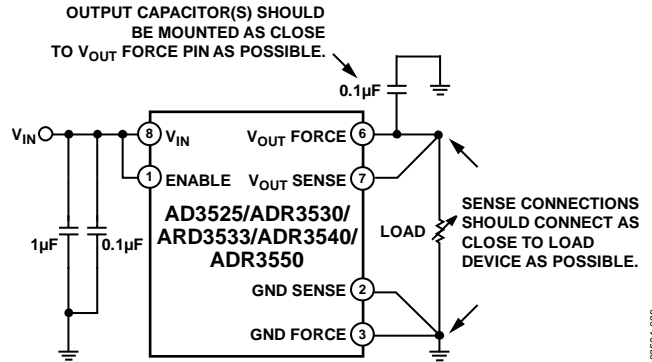 OUTPUT CAPACITOR(S) SHOULD
BE MOUNTED AS CLOSE
TO VOUT FORCE PIN AS POSSIBLE.
0.1µF
VIN
8 VIN
VOUT FORCE 6
1 ENABLE
VOUT SENSE 7
AD3525/ADR3530/
ARD3533/ADR3540/
ADR3550
1µF
0.1µF
LOAD
SENSE CONNECTIONS
SHOULD CONNECT AS
CLOSE TO LOAD
DEVICE AS POSSIBLE.
GND SENSE 2
GND FORCE 3